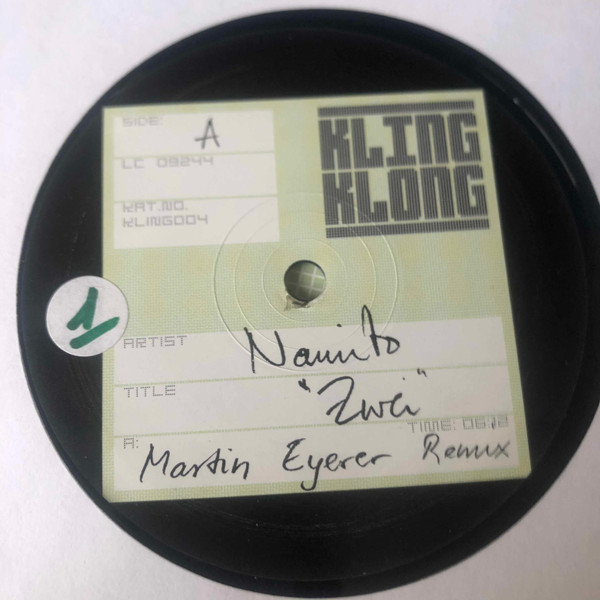 SIDE: A
LC 09244
KAT.NO.
KLING004
KLING
KLONG
1
ARTIST Namito
TITLE "Zwei"
TIME: 06:12
A: Martin Eyerer Remix